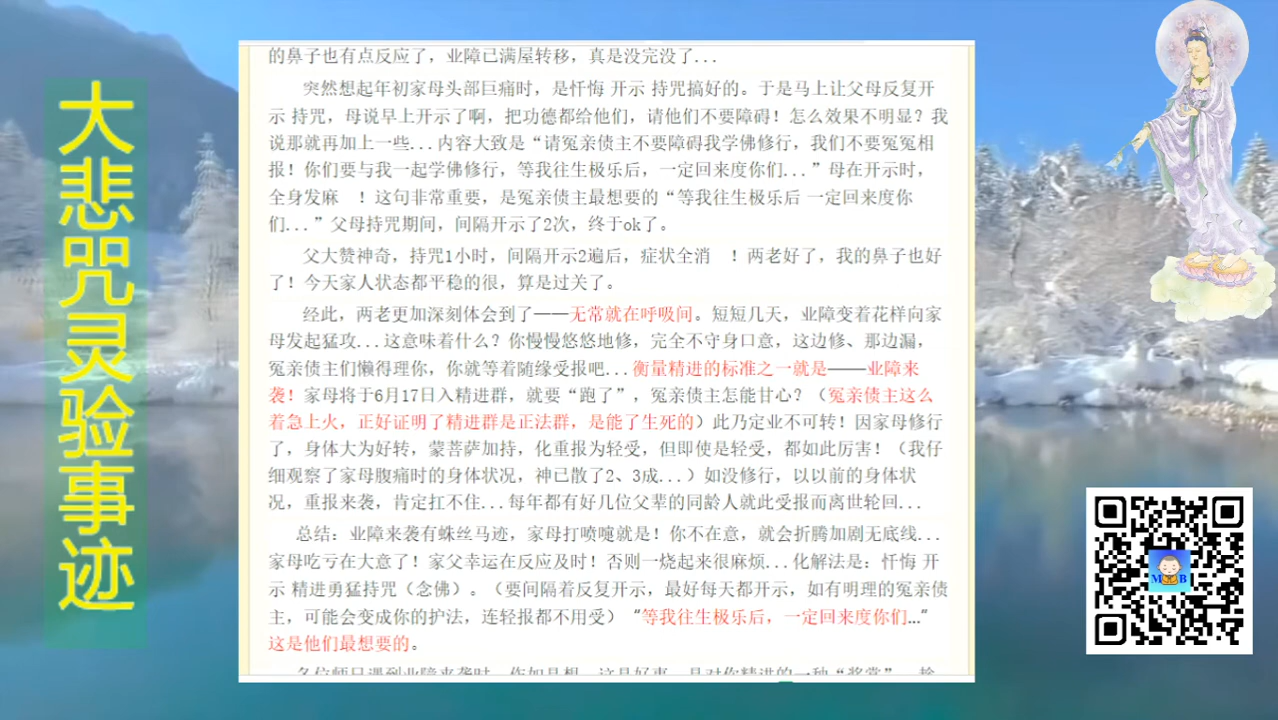 大悲咒灵验事迹
的鼻子也有点反应了，业障已满屋转移，真是没完没了...
突然想起年初家母头部巨痛时，是忏悔 开示 持咒搞好的。于是马上让父母反复开
示 持咒，母说早上开示了啊，把功德都给他们，请他们不要障碍！怎么效果不明显？我
说那就再加上一些...内容大致是“请冤亲债主不要障碍我学佛修行，我们不要冤冤相
报！你们要与我一起学佛修行，等我往生极乐后，一定回来度你们...”母在开示时，
全身发麻 ！这句非常重要，是冤亲债主最想要的“等我往生极乐后 一定回来度你
们...”父母持咒期间，间隔开示了2次，终于ok了。
父大赞神奇，持咒1小时，间隔开示2遍后，症状全消 ！两老好了，我的鼻子也好
了！今天家人状态都平稳的很，算是过关了。
经此，两老更加深刻体会到了——无常就在呼吸间。短短几天，业障变着花样向家
母发起猛攻...这意味着什么？你慢慢悠悠地修，完全不守身口意，这边修、那边漏，
冤亲债主们懒得理你，你就等着随缘受报吧...衡量精进的标准之一就是——业障来
袭！家母将于6月17日入精进群，就要“跑了”，冤亲债主怎能甘心？（冤亲债主这么
着急上火，正好证明了精进群是正法群，是能了生死的）此乃定业不可转！因家母修行
了，身体大为好转，蒙菩萨加持，化重报为轻受，但即使是轻受，都如此厉害！（我仔
细观察了家母腹痛时的身体状况，神已散了2、3成...）如没修行，以以前的身体状
况，重报来袭，肯定扛不住...每年都有好几位父辈的同龄人就此受报而离世轮回...
总结：业障来袭有蛛丝马迹，家母打喷嚏就是！你不在意，就会折腾加剧无底线...
家母吃亏在大意了！家父幸运在反应及时！否则一烧起来很麻烦...化解法是：忏悔 开
示 精进勇猛持咒（念佛）。（要间隔着反复开示，最好每天都开示，如有明理的冤亲债
主，可能会变成你的护法，连轻报都不用受）“等我往生极乐后，一定回来度你们…”
这是他们最想要的。
各位师兄遇到业障来袭时，你如是想，这是好事，是对你精进的一种“奖赏”，
M B